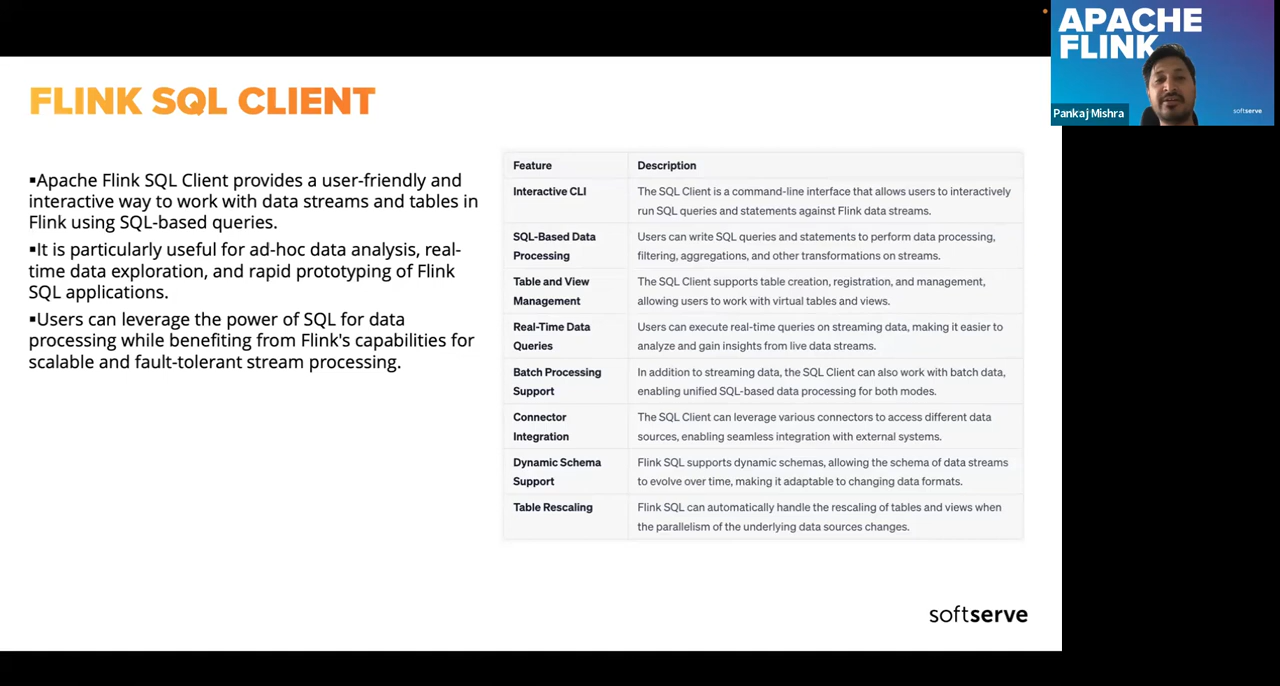 APACHE
FLINK
Pankaj Mishra
softserve
FLINK SQL CLIENT
▪Apache Flink SQL Client provides a user-friendly and
interactive way to work with data streams and tables in
Flink using SQL-based queries.
▪It is particularly useful for ad-hoc data analysis, real-
time data exploration, and rapid prototyping of Flink
SQL applications.
▪Users can leverage the power of SQL for data
processing while benefiting from Flink's capabilities for
scalable and fault-tolerant stream processing.
Feature Description
Interactive CLI The SQL Client is a command-line interface that allows users to interactively
run SQL queries and statements against Flink data streams.
SQL-Based Data Users can write SQL queries and statements to perform data processing,
Processing filtering, aggregations, and other transformations on streams.
Table and View The SQL Client supports table creation, registration, and management,
Management allowing users to work with virtual tables and views.
Real-Time Data Users can execute real-time queries on streaming data, making it easier to
Queries analyze and gain insights from live data streams.
Batch Processing In addition to streaming data, the SQL Client can also work with batch data,
Support enabling unified SQL-based data processing for both modes.
Connector The SQL Client can leverage various connectors to access different data
Integration sources, enabling seamless integration with external systems.
Dynamic Schema Flink SQL supports dynamic schemas, allowing the schema of data streams
Support to evolve over time, making it adaptable to changing data formats.
Table Rescaling Flink SQL can automatically handle the rescaling of tables and views when
the parallelism of the underlying data sources changes.
softserve